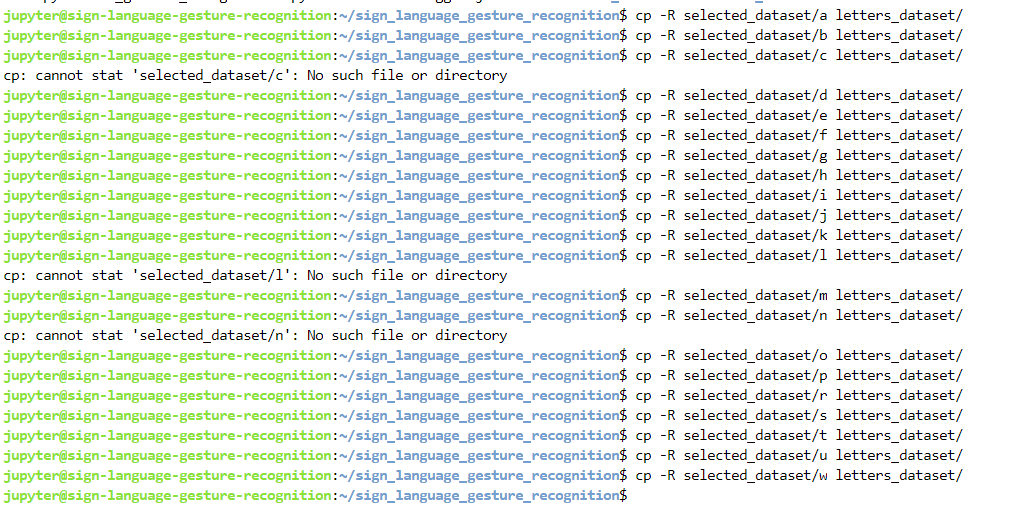 jupyter@sign-language-gesture-recognition:~/sign_language_gesture_recognition$ cp -R selected_dataset/a letters_dataset/
jupyter@sign-language-gesture-recognition:~/sign_language_gesture_recognition$ cp -R selected_dataset/b letters_dataset/
jupyter@sign-language-gesture-recognition:~/sign_language_gesture_recognition$ cp -R selected_dataset/c letters_dataset/
cp: cannot stat 'selected_dataset/c': No such file or directory
jupyter@sign-language-gesture-recognition:~/sign_language_gesture_recognition$ cp -R selected_dataset/d letters_dataset/
jupyter@sign-language-gesture-recognition:~/sign_language_gesture_recognition$ cp -R selected_dataset/e letters_dataset/
jupyter@sign-language-gesture-recognition:~/sign_language_gesture_recognition$ cp -R selected_dataset/f letters_dataset/
jupyter@sign-language-gesture-recognition:~/sign_language_gesture_recognition$ cp -R selected_dataset/g letters_dataset/
jupyter@sign-language-gesture-recognition:~/sign_language_gesture_recognition$ cp -R selected_dataset/h letters_dataset/
jupyter@sign-language-gesture-recognition:~/sign_language_gesture_recognition$ cp -R selected_dataset/i letters_dataset/
jupyter@sign-language-gesture-recognition:~/sign_language_gesture_recognition$ cp -R selected_dataset/j letters_dataset/
jupyter@sign-language-gesture-recognition:~/sign_language_gesture_recognition$ cp -R selected_dataset/k letters_dataset/
jupyter@sign-language-gesture-recognition:~/sign_language_gesture_recognition$ cp -R selected_dataset/l letters_dataset/
cp: cannot stat 'selected_dataset/l': No such file or directory
jupyter@sign-language-gesture-recognition:~/sign_language_gesture_recognition$ cp -R selected_dataset/m letters_dataset/
jupyter@sign-language-gesture-recognition:~/sign_language_gesture_recognition$ cp -R selected_dataset/n letters_dataset/
cp: cannot stat 'selected_dataset/n': No such file or directory
jupyter@sign-language-gesture-recognition:~/sign_language_gesture_recognition$ cp -R selected_dataset/o letters_dataset/
jupyter@sign-language-gesture-recognition:~/sign_language_gesture_recognition$ cp -R selected_dataset/p letters_dataset/
jupyter@sign-language-gesture-recognition:~/sign_language_gesture_recognition$ cp -R selected_dataset/r letters_dataset/
jupyter@sign-language-gesture-recognition:~/sign_language_gesture_recognition$ cp -R selected_dataset/s letters_dataset/
jupyter@sign-language-gesture-recognition:~/sign_language_gesture_recognition$ cp -R selected_dataset/t letters_dataset/
jupyter@sign-language-gesture-recognition:~/sign_language_gesture_recognition$ cp -R selected_dataset/u letters_dataset/
jupyter@sign-language-gesture-recognition:~/sign_language_gesture_recognition$ cp -R selected_dataset/w letters_dataset/
jupyter@sign-language-gesture-recognition:~/sign_language_gesture_recognition$